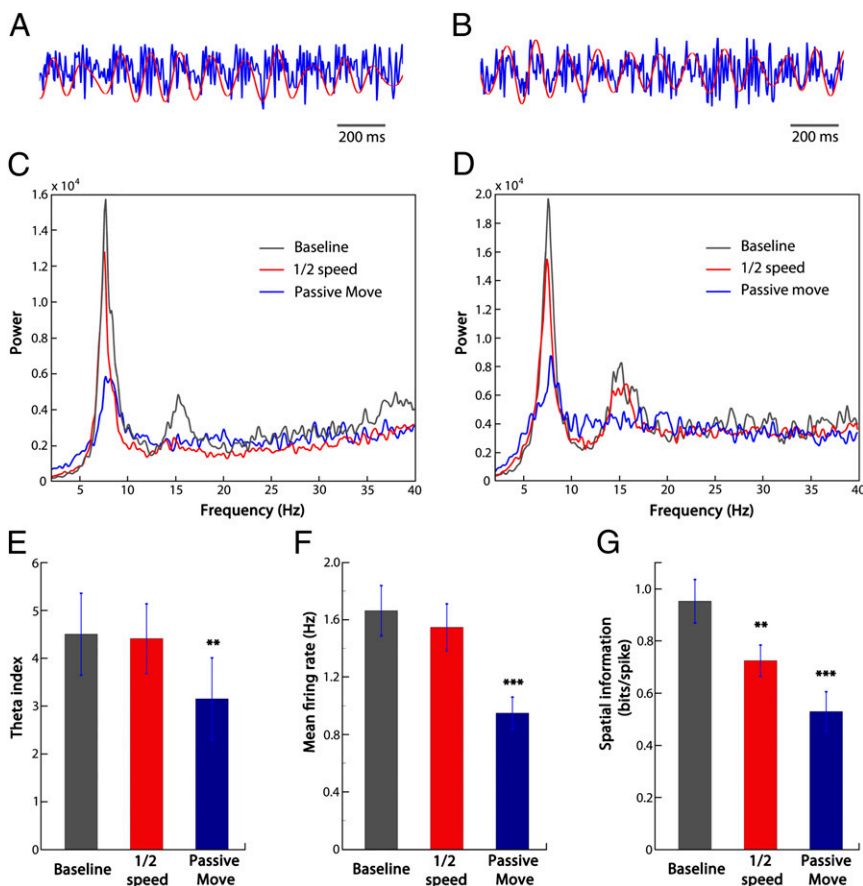 A
B
200 ms
200 ms
C
D
x 10⁴
1.6
1.4
1.2
1.0
0.8
0.6
0.4
0.2
0
Power
Baseline
1/2 speed
Passive Move
5
10
15
20
25
30
35
40
Frequency (Hz)
x 10⁴
2.0
1.8
1.6
1.4
1.2
1.0
0.8
0.6
0.4
0.2
0
Power
Baseline
1/2 speed
Passive move
5
10
15
20
25
30
35
40
Frequency (Hz)
E
F
G
6
5
4
3
2
1
0
Theta index
**
Baseline
1/2
speed
Passive
Move
2.0
1.6
1.2
0.8
0.4
0
Mean firing rate (Hz)
***
Baseline
1/2
speed
Passive
Move
1.0
0.8
0.6
0.4
0.2
0
Spatial information
(bits/spike)
**
***
Baseline
1/2
speed
Passive
Move